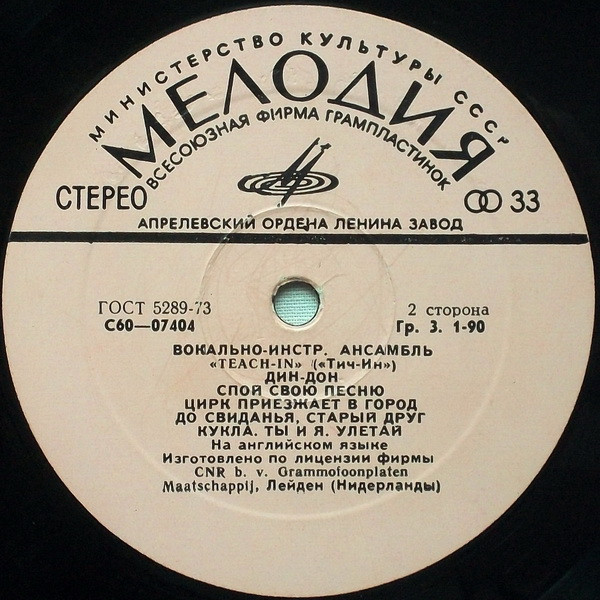 МИНИСТЕРСТВО КУЛЬТУРЫ СССР
МЕЛОДИЯ
ВСЕСОЮЗНАЯ ФИРМА ГРАМПЛАСТИНОК
СТЕРЕО
33
АПРЕЛЕВСКИЙ ОРДЕНА ЛЕНИНА ЗАВОД
ГОСТ 5289-73
2 сторона
С60—07404
Гр. 3. 1-90
ВОКАЛЬНО-ИНСТР. АНСАМБЛЬ
«TEACH-IN» («Тич-Ин»)
ДИН-ДОН
СПОЙ СВОЮ ПЕСНЮ
ЦИРК ПРИЕЗЖАЕТ В ГОРОД
ДО СВИДАНЬЯ, СТАРЫЙ ДРУГ
КУКЛА. ТЫ И Я. УЛЕТАЙ
На английском языке
Изготовлено по лицензии фирмы
CNR b. v. Grammofoonplaten
Maatschappij, Лейден (Нидерланды)